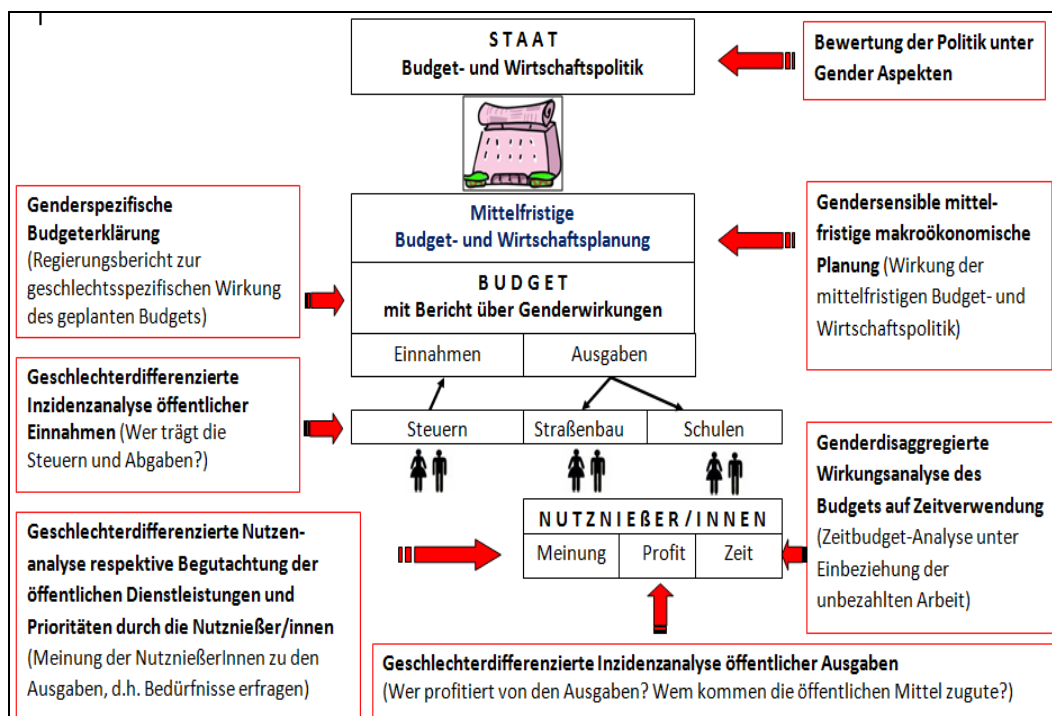 S T A A T
Budget- und Wirtschaftspolitik
Bewertung der Politik unter
Gender Aspekten
Genderspezifische
Budgeterklärung
(Regierungsbericht zur
geschlechtsspezifischen Wirkung
des geplanten Budgets)
Mittelfristige
Budget- und Wirtschaftsplanung
B U D G E T
mit Bericht über Genderwirkungen
Einnahmen
Ausgaben
Gendersensible mittel-
fristige makroökonomische
Planung (Wirkung der
mittelfristigen Budget- und
Wirtschaftspolitik)
Geschlechterdifferenzierte
Inzidenzanalyse öffentlicher
Einnahmen (Wer trägt die
Steuern und Abgaben?)
Steuern
Straßenbau
Schulen
Genderdisaggregierte
Wirkungsanalyse des
Budgets auf Zeitverwendung
(Zeitbudget-Analyse unter
Einbeziehung der
unbezahlten Arbeit)
N U T Z N I E ß E R / I N N E N
Meinung
Profit
Zeit
Geschlechterdifferenzierte Nutzen-
analyse respektive Begutachtung der
öffentlichen Dienstleistungen und
Prioritäten durch die Nutznießer/innen
(Meinung der NutznießerInnen zu den
Ausgaben, d.h. Bedürfnisse erfragen)
Geschlechterdifferenzierte Inzidenzanalyse öffentlicher Ausgaben
(Wer profitiert von den Ausgaben? Wem kommen die öffentlichen Mittel zugute?)